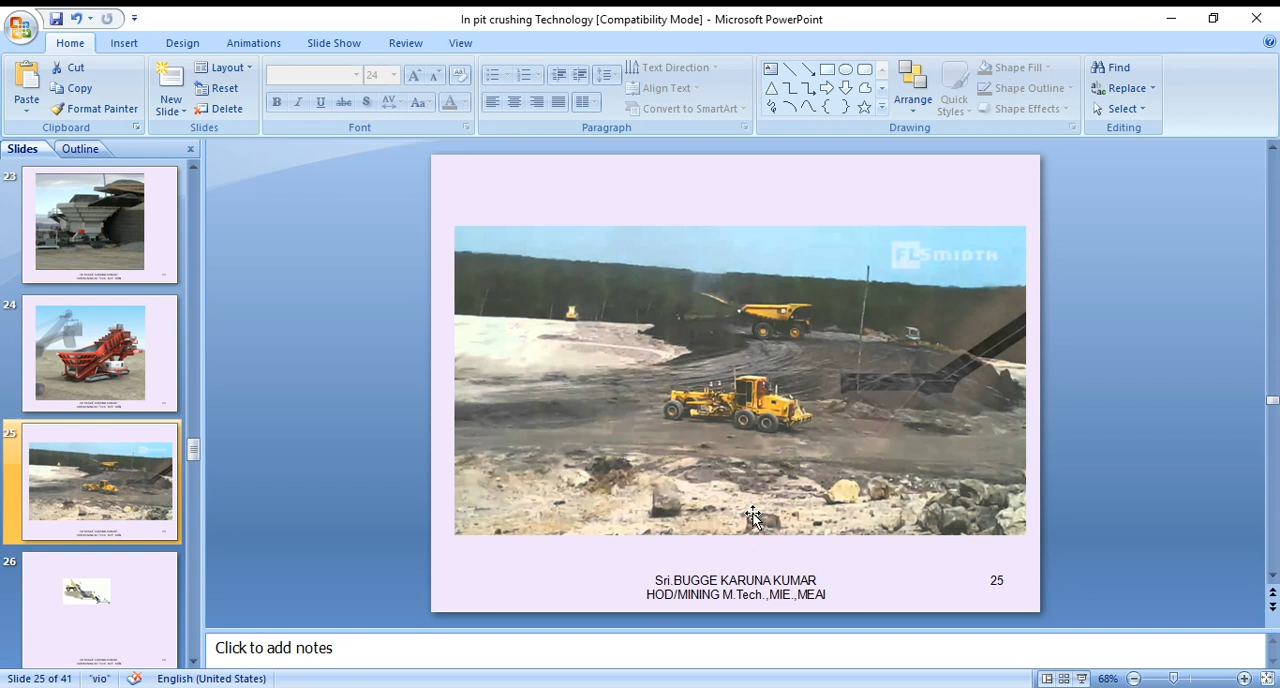 In pit crushing Technology [Compatibility Mode] - Microsoft PowerPoint
Home Insert Design Animations Slide Show Review View
Paste
Cut
Copy
Format Painter
Clipboard
New Slide
Layout
Reset
Delete
Slides
24
B I U abc S AV Aa A
Font
Text Direction
Align Text
Convert to SmartArt
Paragraph
Arrange
Quick Styles
Shape Fill
Shape Outline
Shape Effects
Drawing
Find
Replace
Select
Editing
Slides Outline
23
24
25
26
FLSMIDTH
Sri.BUGGE KARUNA KUMAR
HOD/MINING M.Tech.,MIE.,MEAI
25
Click to add notes
Slide 25 of 41 "vio" English (United States) 68%